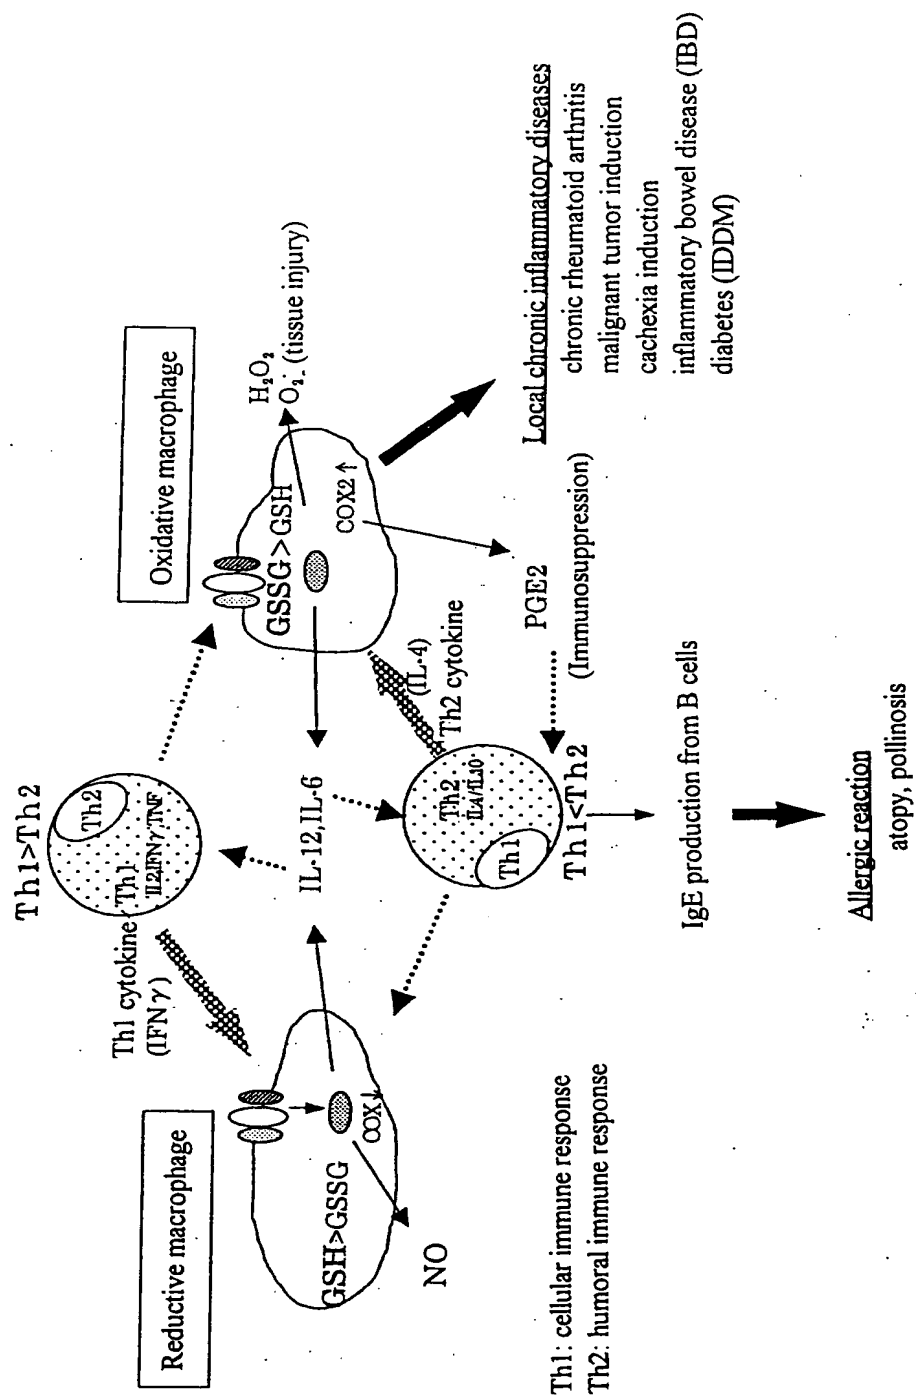 Reductive macrophage
Oxidative macrophage
Th1>Th2
Th2
Th1
IL2,IFNγ,TNF
Th1 cytokine
(IFNγ)
GSH>GSSG
COX↓
NO
IL-12,IL-6
GSSG>GSH
COX2↑
H₂O₂
O₂⁻ (tissue injury)
(IL-4)
Th2 cytokine
Th2
IL4/IL10
Th1
Th1<Th2
PGE2
(Immunosuppression)
IgE production from B cells
Allergic reaction
atopy, pollinosis
Local chronic inflammatory diseases
chronic rheumatoid arthritis
malignant tumor induction
cachexia induction
inflammatory bowel disease (IBD)
diabetes (IDDM)
Th1: cellular immune response
Th2: humoral immune response